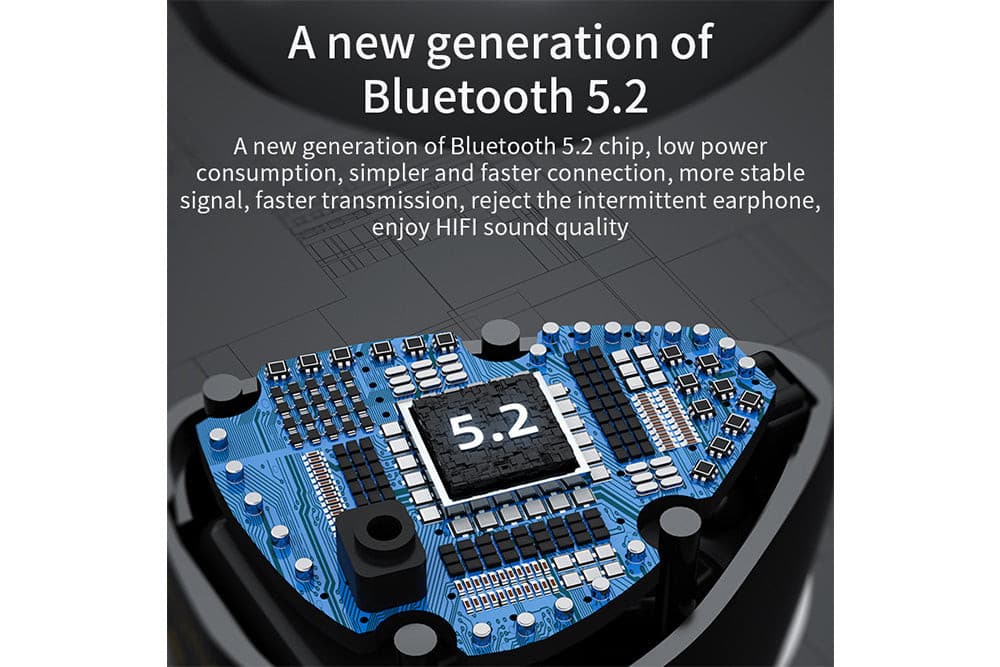 A new generation of
Bluetooth 5.2
A new generation of Bluetooth 5.2 chip, low power
consumption, simpler and faster connection, more stable
signal, faster transmission, reject the intermittent earphone,
enjoy HIFI sound quality
5.2